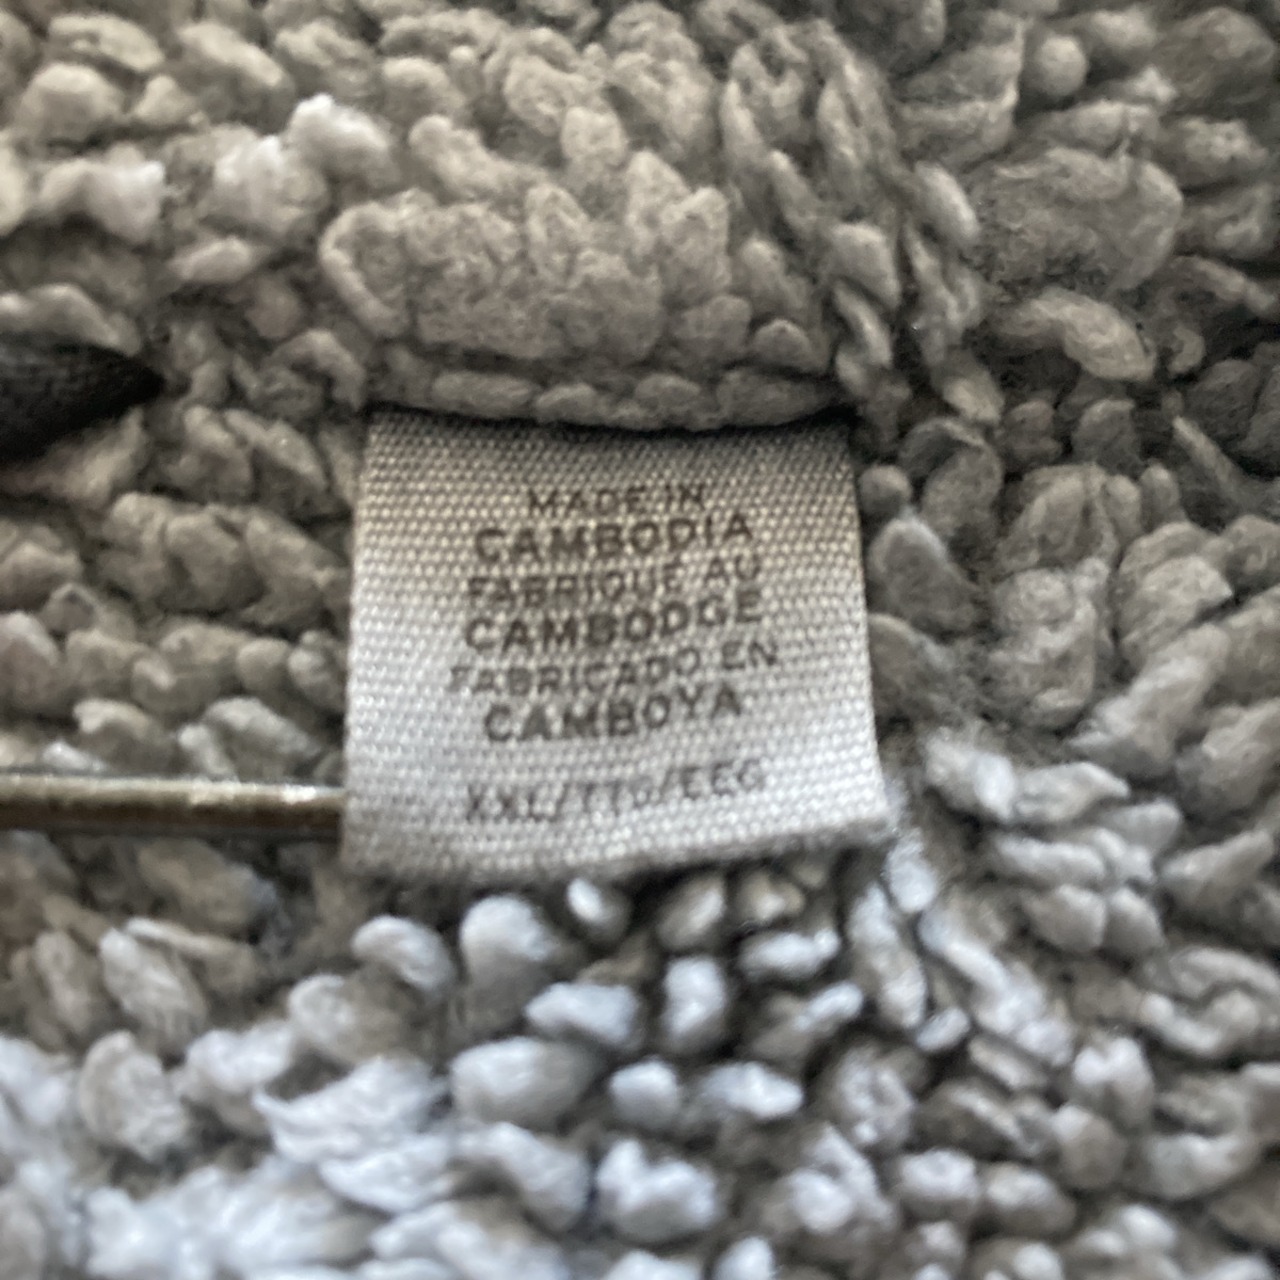 MADE IN
CAMBODIA
FABRIQUE AU
CAMBODGE
FABRICADO EN
CAMBOYA
XXL/TTG/EEG